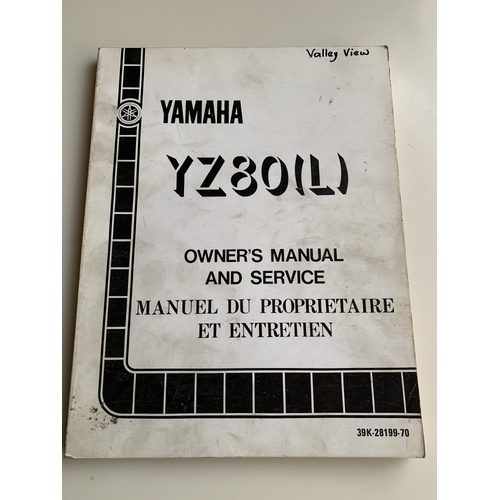 Valley View
YAMAHA
YZ80(L)
OWNER'S MANUAL
AND SERVICE
MANUEL DU PROPRIETAIRE
ET ENTRETIEN
39K-28199-70